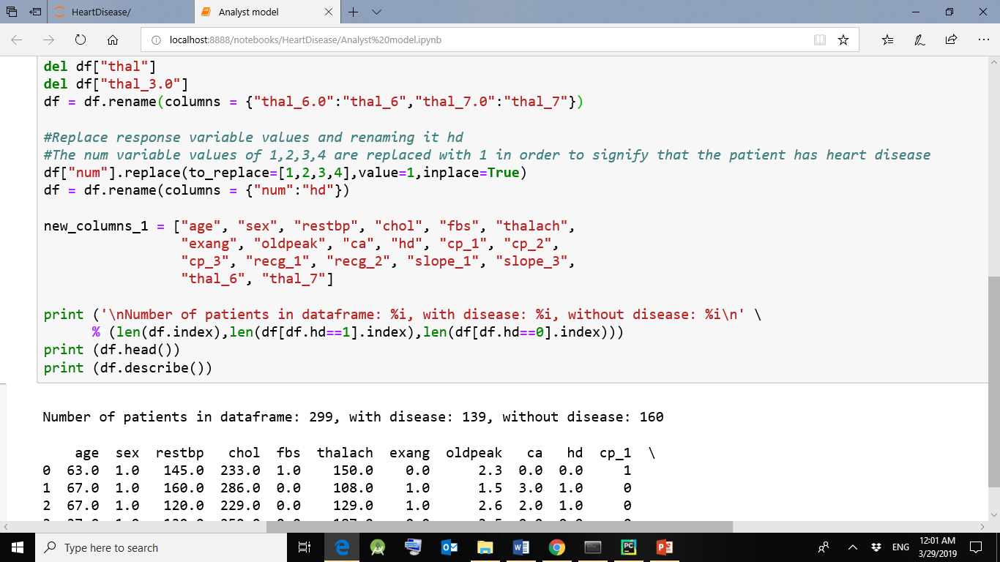 HeartDisease/
Analyst model
localhost:8888/notebooks/HeartDisease/Analyst%20model.ipynb
del df["thal"]
del df["thal_3.0"]
df = df.rename(columns = {"thal_6.0":"thal_6","thal_7.0":"thal_7"})
#Replace response variable values and renaming it hd
#The num variable values of 1,2,3,4 are replaced with 1 in order to signify that the patient has heart disease
df["num"].replace(to_replace=[1,2,3,4],value=1,inplace=True)
df = df.rename(columns = {"num":"hd"})
new_columns_1 = ["age", "sex", "restbp", "chol", "fbs", "thalach",
"exang", "oldpeak", "ca", "hd", "cp_1", "cp_2",
"cp_3", "recg_1", "recg_2", "slope_1", "slope_3",
"thal_6", "thal_7"]
print ('\nNumber of patients in dataframe: %i, with disease: %i, without disease: %i\n' \
% (len(df.index),len(df[df.hd==1].index),len(df[df.hd==0].index)))
print (df.head())
print (df.describe())
Number of patients in dataframe: 299, with disease: 139, without disease: 160
age sex restbp chol fbs thalach exang oldpeak ca hd cp_1 \
0 63.0 1.0 145.0 233.0 1.0 150.0 0.0 2.3 0.0 0.0 1
1 67.0 1.0 160.0 286.0 0.0 108.0 1.0 1.5 3.0 1.0 0
2 67.0 1.0 120.0 229.0 0.0 129.0 1.0 2.6 2.0 1.0 0
Type here to search
ENG
12:01 AM
3/29/2019